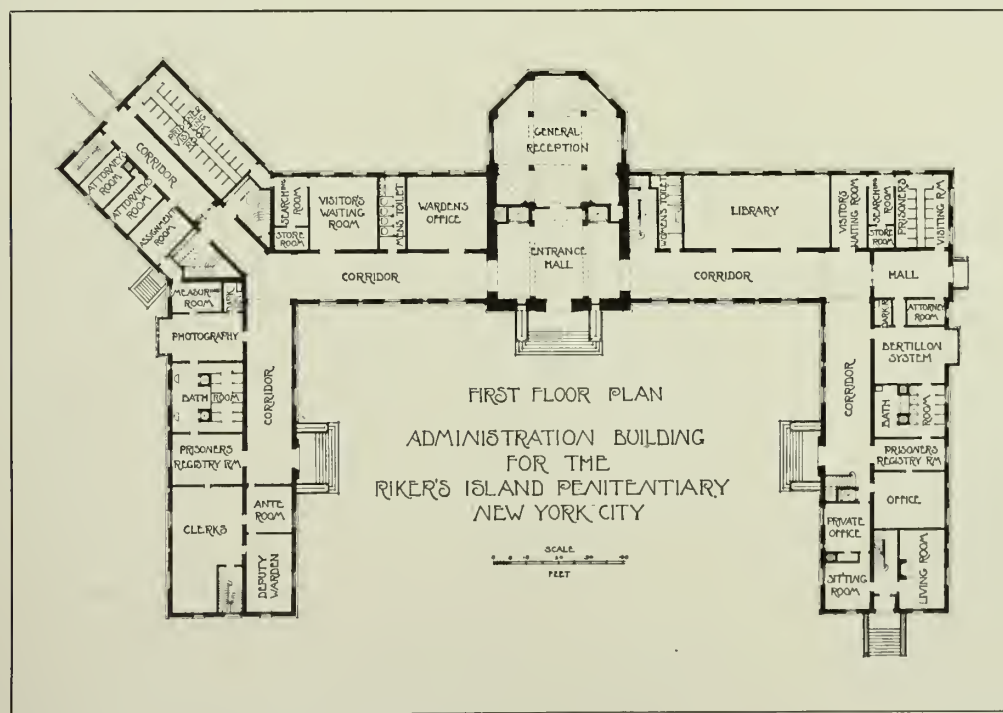 GENERAL
RECEPTION
ENTRANCE
HALL
CORRIDOR
ATTORNEYS
ROOM
ATTORNEYS
ROOM
ASSIGNMENT
ROOM
SEARCHING
ROOM
STORE
ROOM
VISITOR'S
WAITING
ROOM
MENS TOILET
WARDENS
OFFICE
CORRIDOR
WOMEN'S TOILET
LIBRARY
VISITOR'S
WAITING ROOM
SEARCHING
ROOM
STORE
ROOM
PRISONERS
VISITING RM
CORRIDOR
HALL
MEASURING
ROOM
DARK R
PHOTOGRAPHY
BATH
ROOM
CORRIDOR
PRISONERS
REGISTRY RM
CLERKS
ANTE
ROOM
DEPUTY
WARDEN
DARK R
ATTORNEY
ROOM
BERTILLON
SYSTEM
CORRIDOR
BATH
ROOM
PRISONERS
REGISTRY RM
OFFICE
PRIVATE
OFFICE
SITTING
ROOM
LIVING ROOM
FIRST FLOOR PLAN
ADMINISTRATION BUILDING
FOR THE
RIKER'S ISLAND PENITENTIARY
NEW YORK CITY
SCALE
FEET